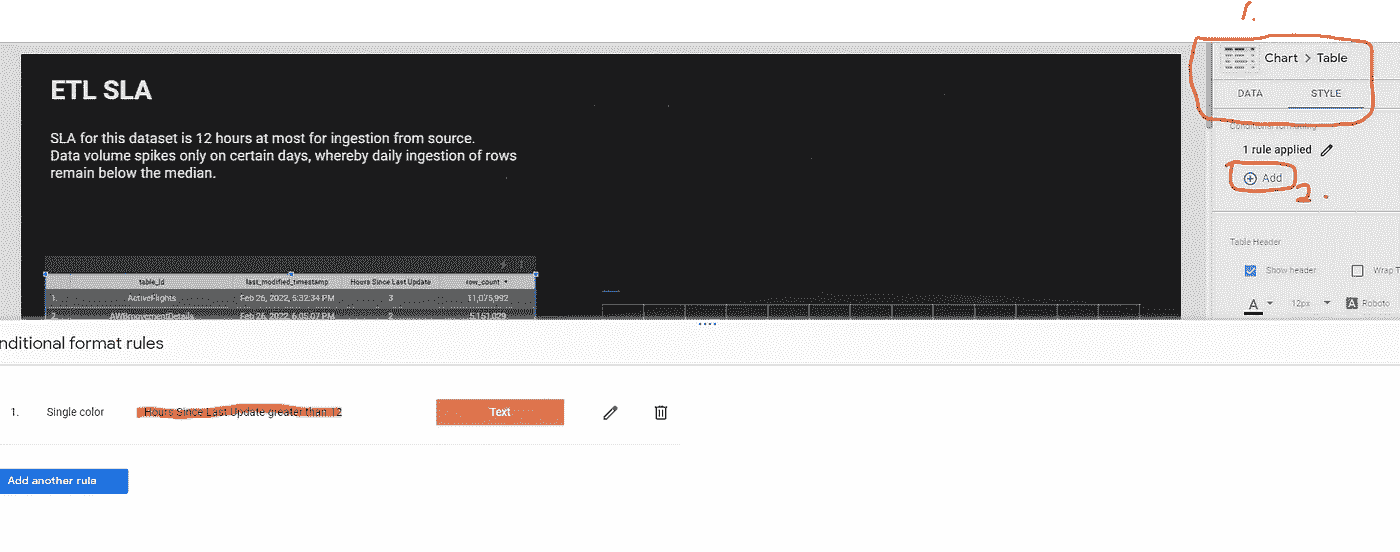 1.
Chart > Table
DATA STYLE
Conditional formatting
1 rule applied
Add
2.
ETL SLA
SLA for this dataset is 12 hours at most for ingestion from source.
Data volume spikes only on certain days, whereby daily ingestion of rows
remain below the median.
table_id last_modified_timestamp Hours Since Last Update row_count
1. ActiveFlights Feb 26, 2022, 5:32:34 PM 3 11,075,992
2. AWBmovementDetails Feb 26, 2022, 6:05:07 PM 2 5,151,029
Table Header
Show header Wrap T
A 12px A Roboto
nditional format rules
1. Single color Hours Since Last Update greater than 12 Text
Add another rule